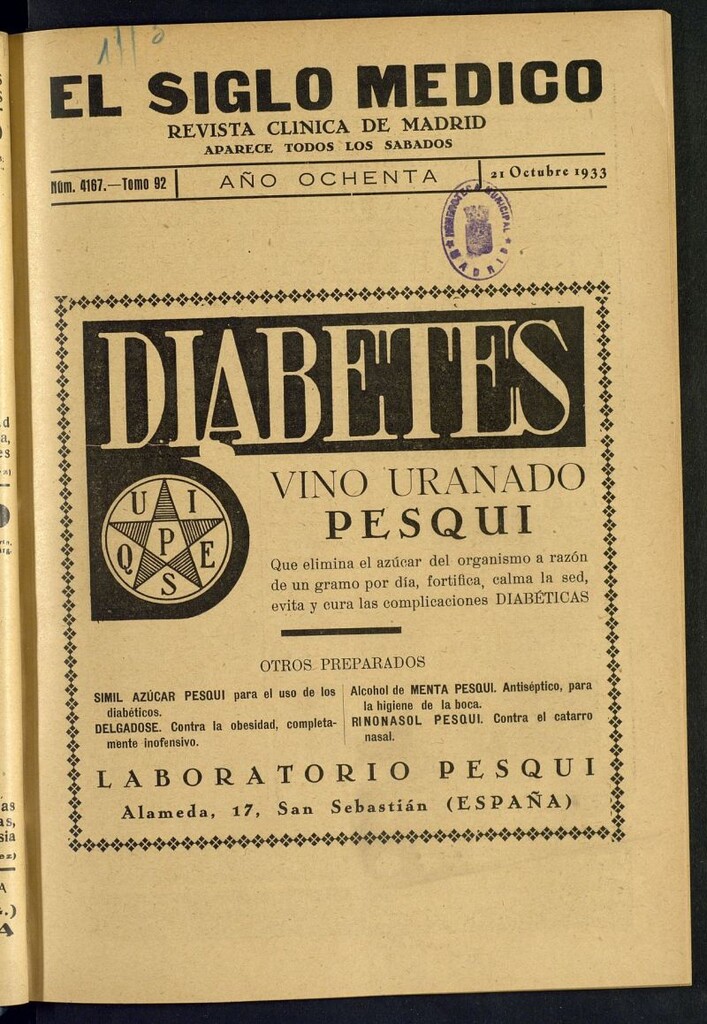 EL SIGLO MEDICO
REVISTA CLINICA DE MADRID
APARECE TODOS LOS SABADOS
Núm. 4167.—Tomo 92
AÑO OCHENTA
21 Octubre 1933
HEMEROTECA MUNICIPAL
MADRID
DIABETES
VINO URANADO
PESQUI
U I
Q P E
S
Que elimina el azúcar del organismo a razón
de un gramo por día, fortifica, calma la sed,
evita y cura las complicaciones DIABÉTICAS
OTROS PREPARADOS
SIMIL AZÚCAR PESQUI para el uso de los
diabéticos.
DELGADOSE. Contra la obesidad, completa-
mente inofensivo.
Alcohol de MENTA PESQUI. Antiséptico, para
la higiene de la boca.
RINONASOL PESQUI. Contra el catarro
nasal.
LABORATORIO PESQUI
Alameda, 17, San Sebastián (ESPAÑA)